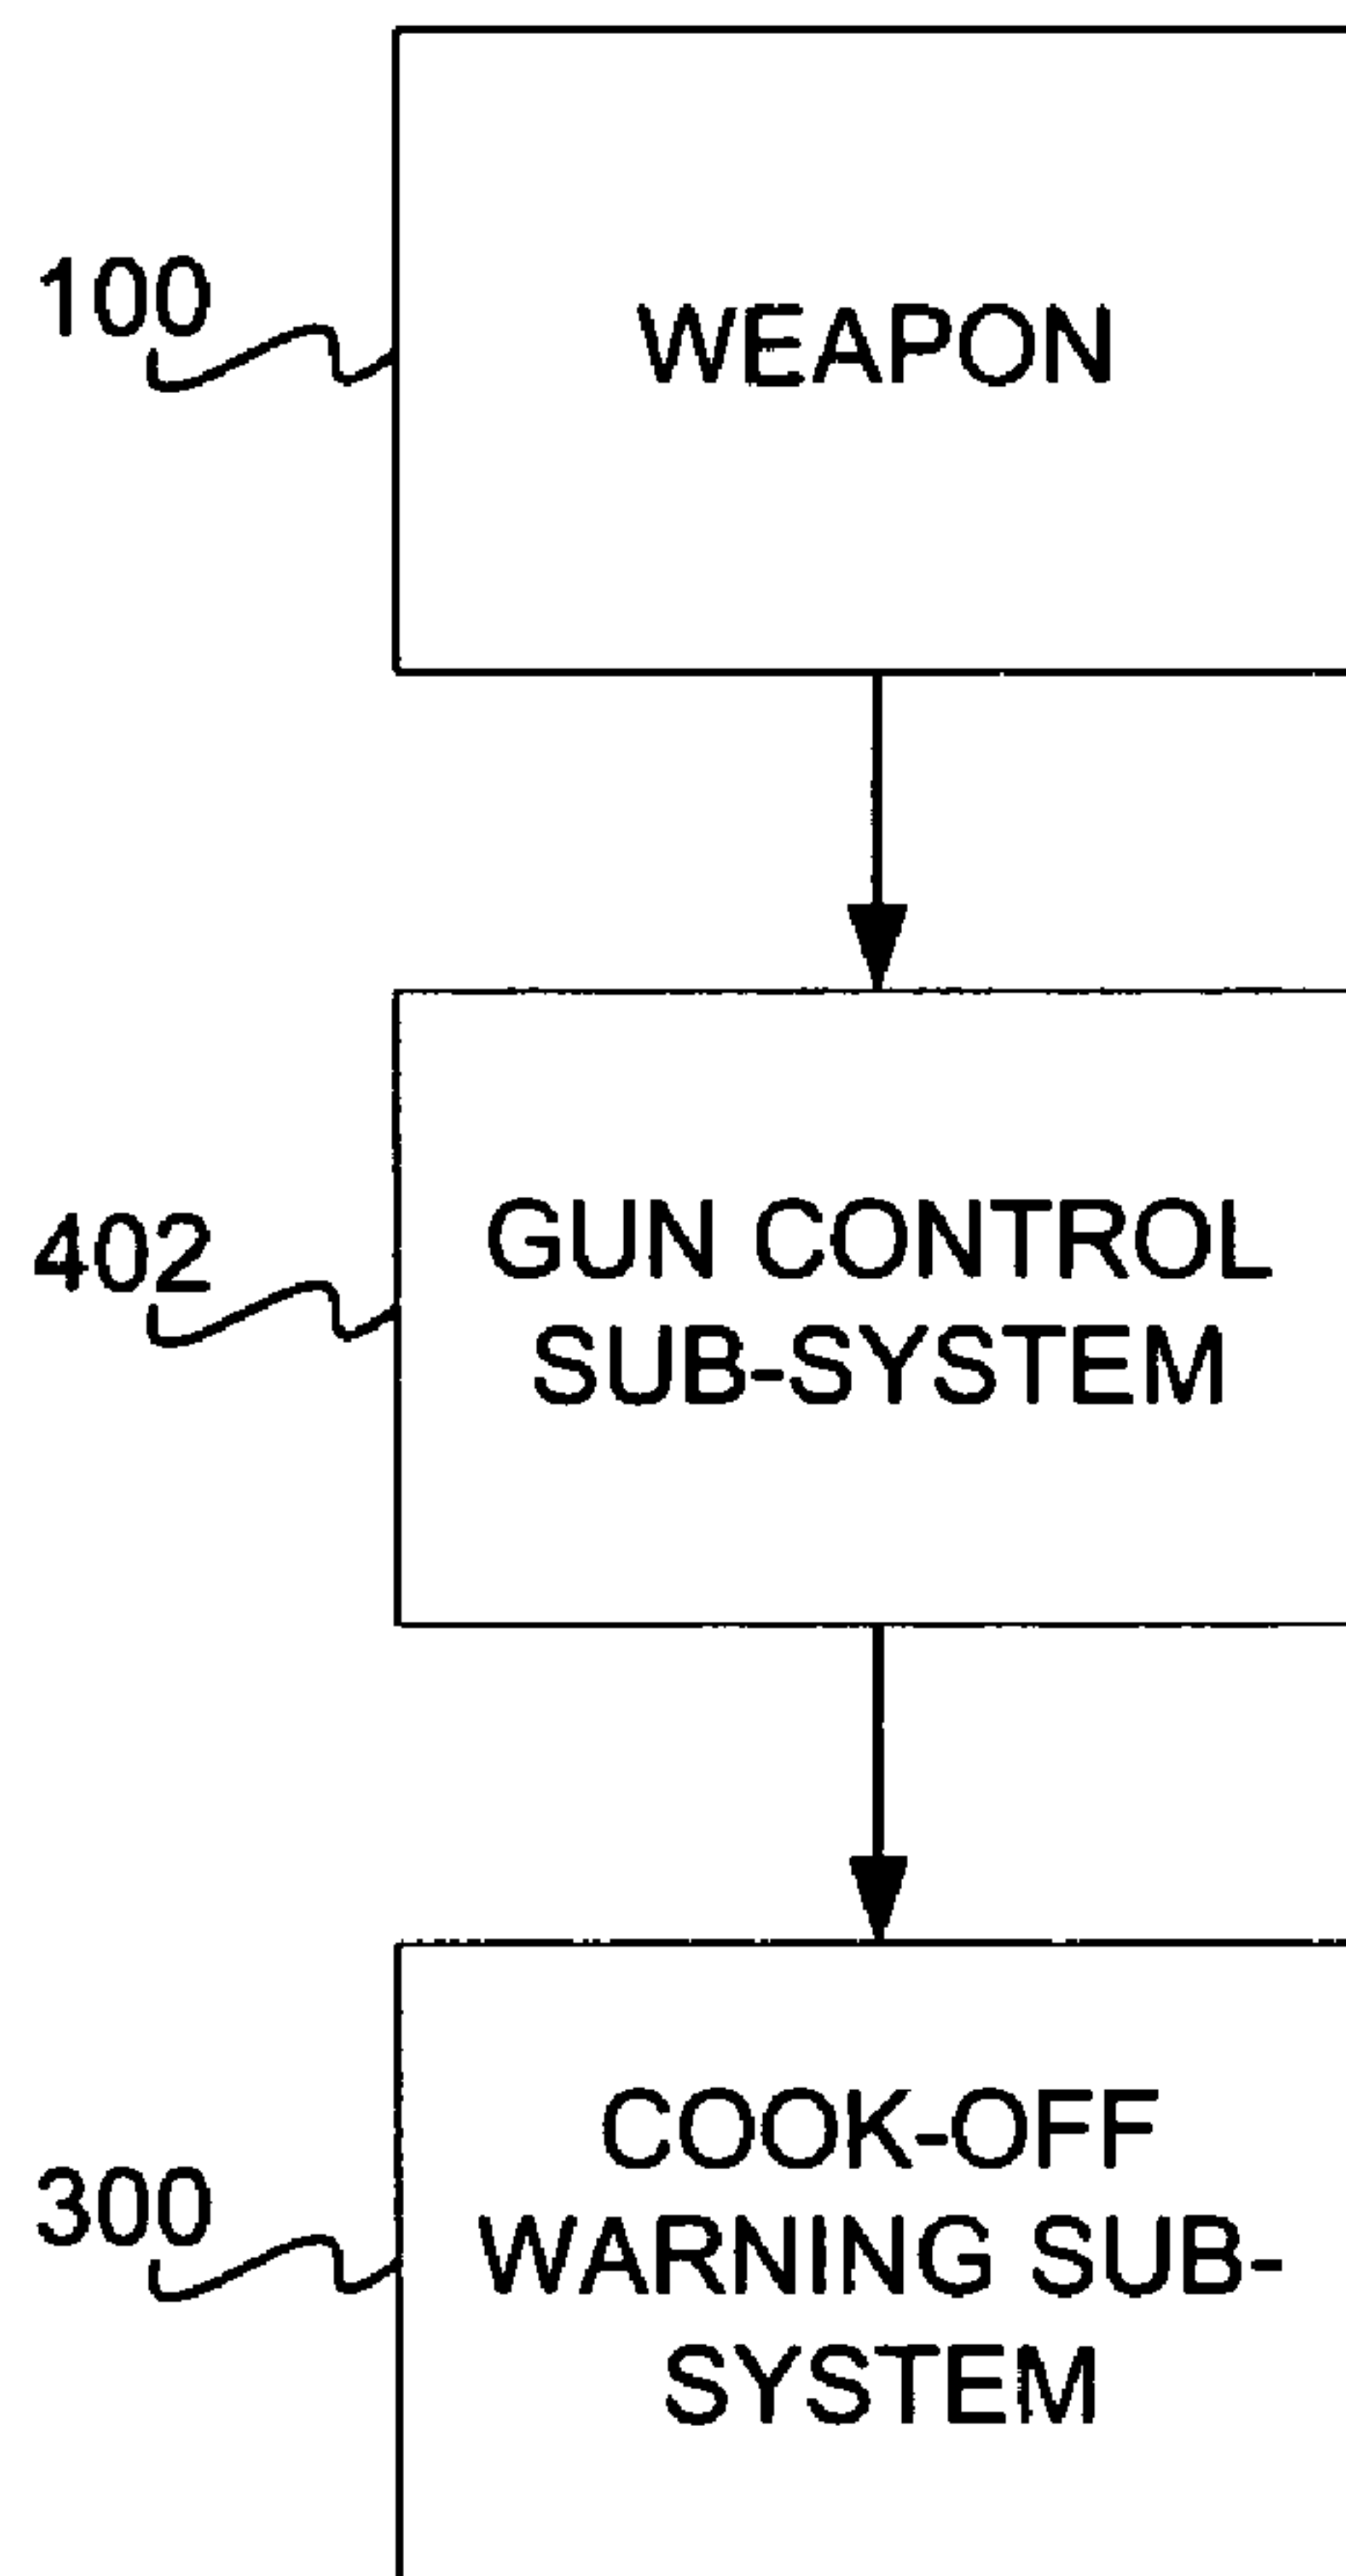 100
WEAPON
402
GUN CONTROL
SUB-SYSTEM
300
COOK-OFF
WARNING SUB-
SYSTEM